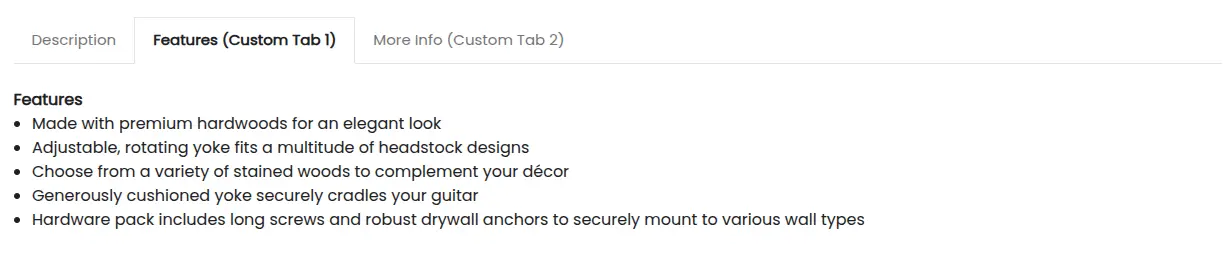 Description Features (Custom Tab 1) More Info (Custom Tab 2)
Features
• Made with premium hardwoods for an elegant look
• Adjustable, rotating yoke fits a multitude of headstock designs
• Choose from a variety of stained woods to complement your décor
• Generously cushioned yoke securely cradles your guitar
• Hardware pack includes long screws and robust drywall anchors to securely mount to various wall types